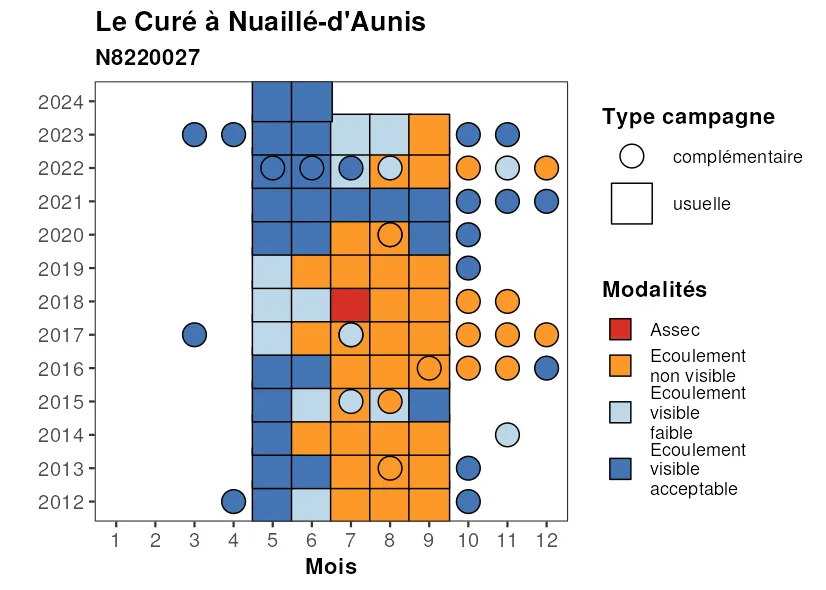 Le Curé à Nuaillé-d'Aunis
N8220027
2024
2023
2022
2021
2020
2019
2018
2017
2016
2015
2014
2013
2012
1 2 3 4 5 6 7 8 9 10 11 12
Mois
Type campagne
complémentaire
usuelle
Modalités
Assec
Ecoulement
non visible
Ecoulement
visible
faible
Ecoulement
visible
acceptable